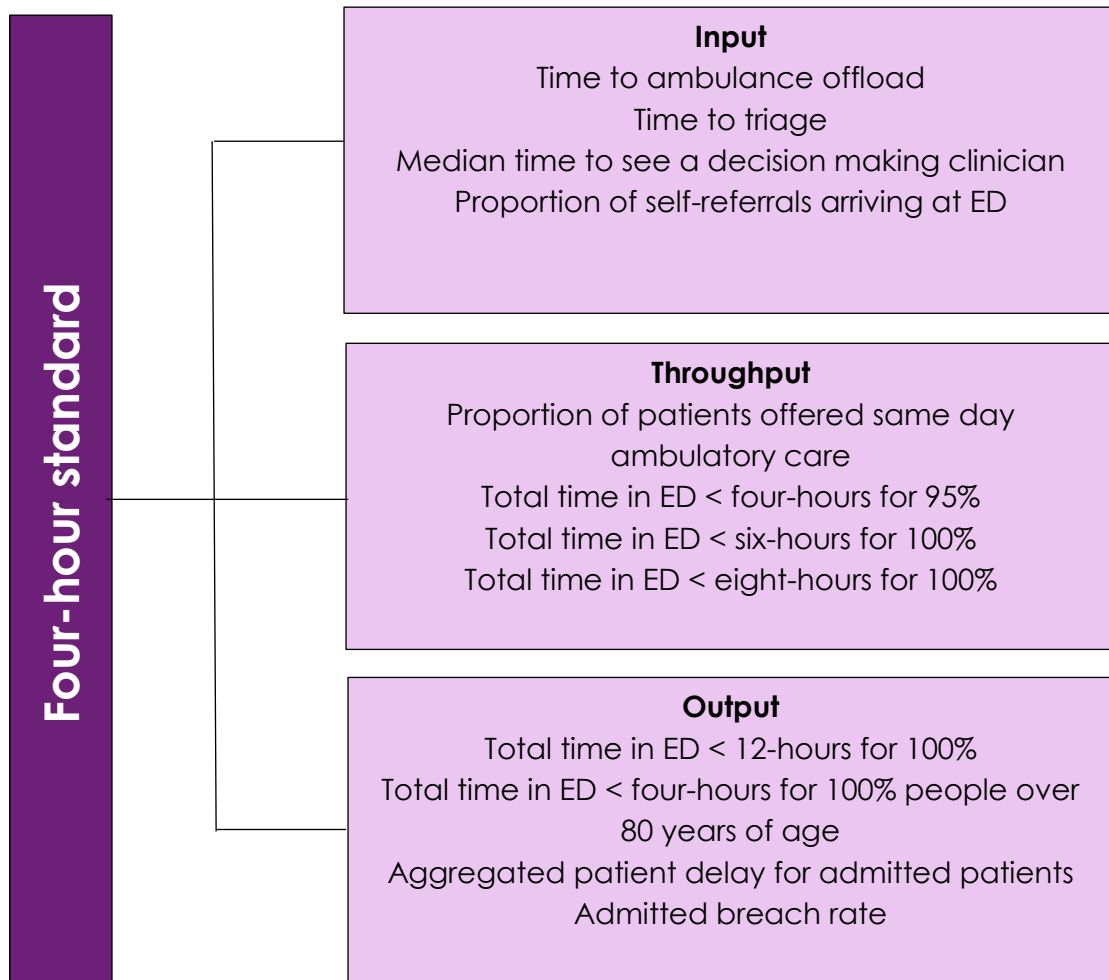 Four-hour standard
Input
Time to ambulance offload
Time to triage
Median time to see a decision making clinician
Proportion of self-referrals arriving at ED
Throughput
Proportion of patients offered same day
ambulatory care
Total time in ED < four-hours for 95%
Total time in ED < six-hours for 100%
Total time in ED < eight-hours for 100%
Output
Total time in ED < 12-hours for 100%
Total time in ED < four-hours for 100% people over
80 years of age
Aggregated patient delay for admitted patients
Admitted breach rate